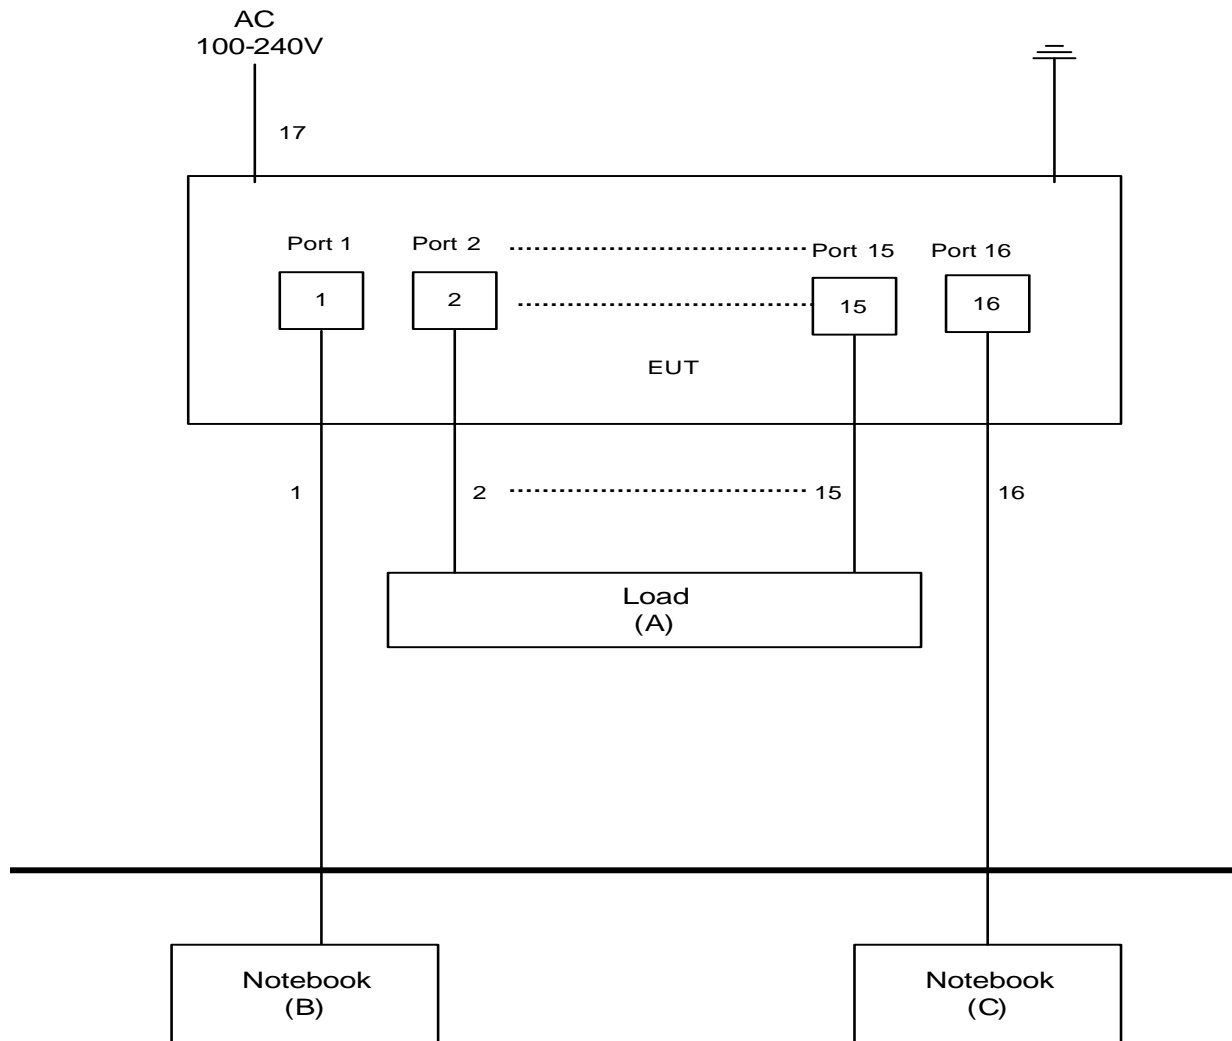 AC
100-240V
17
Port 1 Port 2 Port 15 Port 16
1 2 15 16
EUT
1 2 15 16
Load
(A)
Notebook
(B)
Notebook
(C)